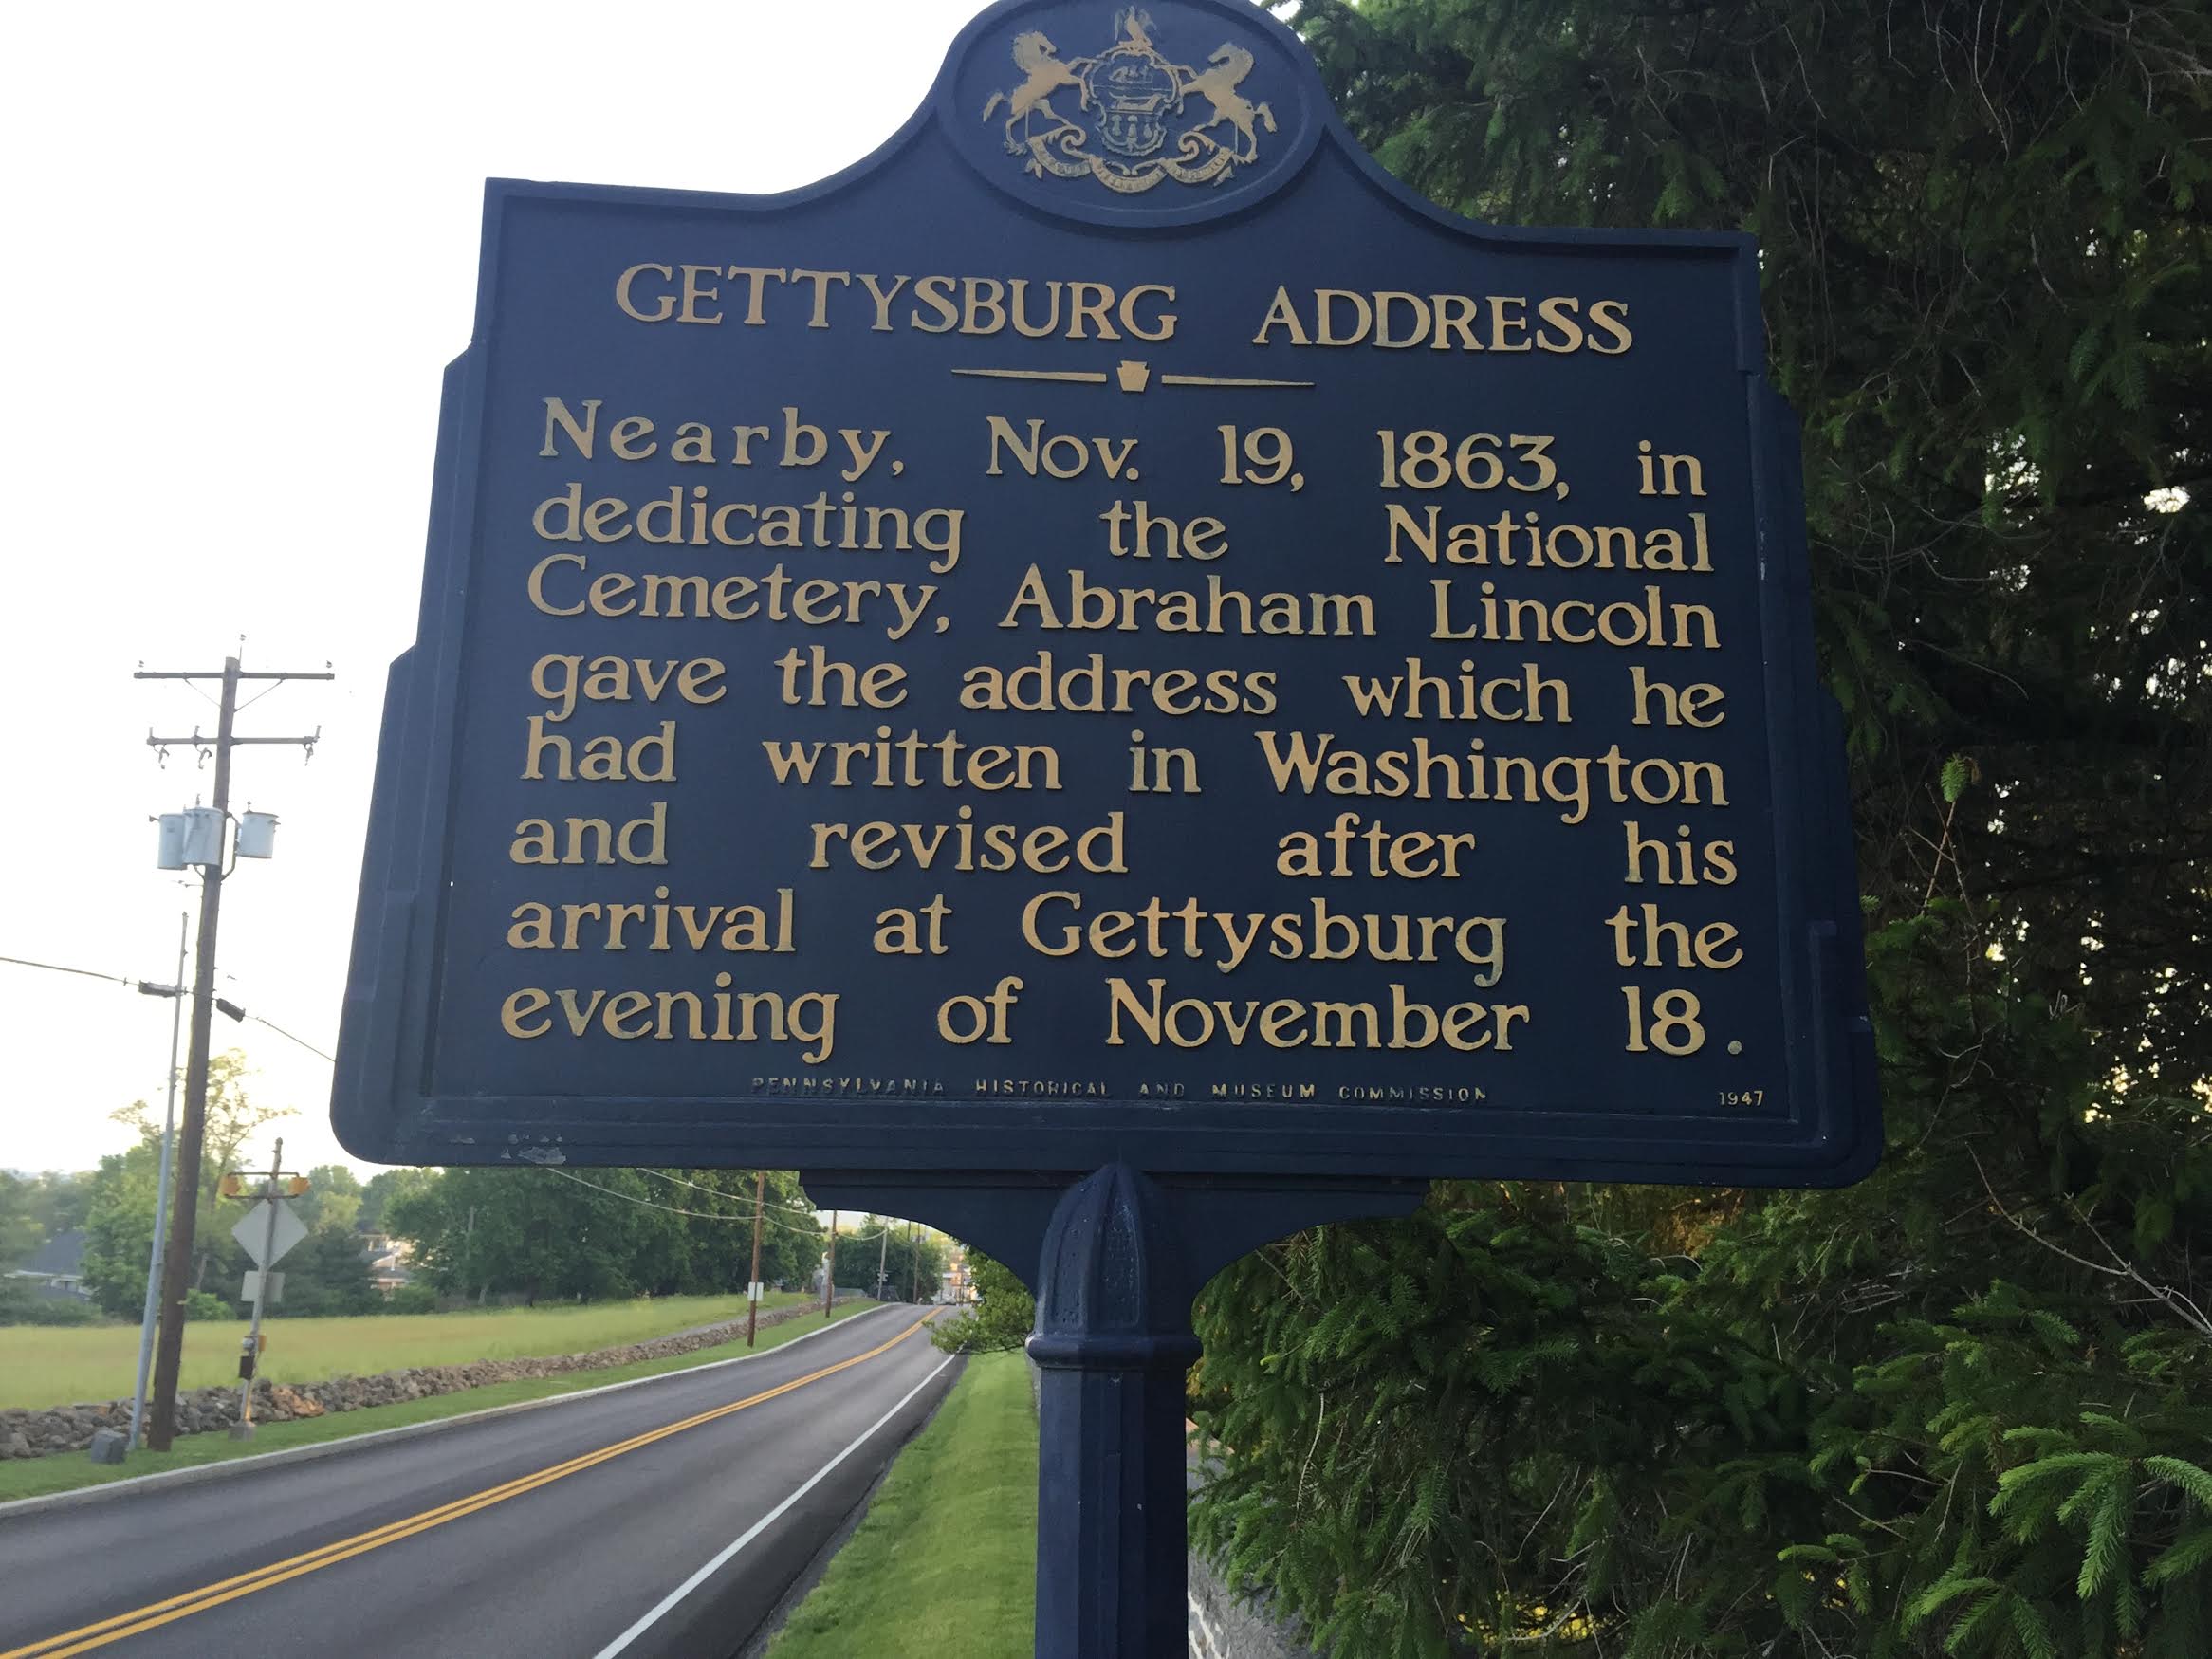 GETTYSBURG ADDRESS
Nearby, Nov. 19, 1863, in
dedicating the National
Cemetery, Abraham Lincoln
gave the address which he
had written in Washington
and revised after his
arrival at Gettysburg the
evening of November 18.
PENNSYLVANIA HISTORICAL AND MUSEUM COMMISSION 1947